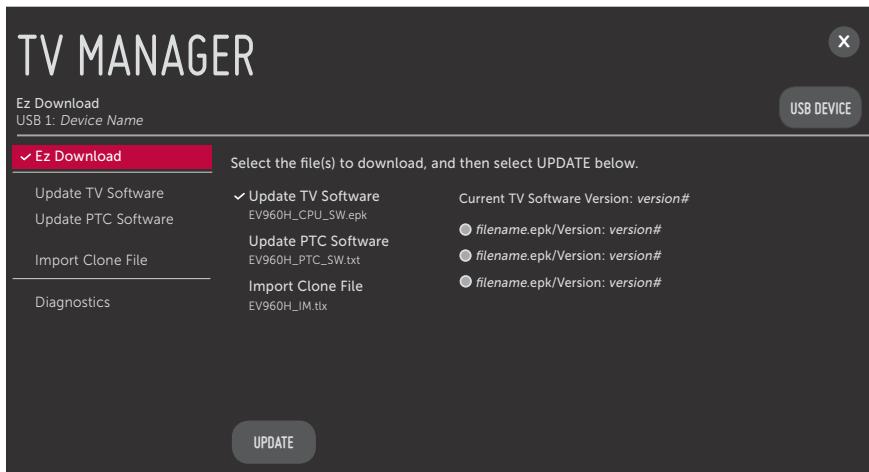 TV MANAGER
X
Ez Download
USB 1: Device Name
USB DEVICE
Ez Download
Update TV Software
Update PTC Software
Import Clone File
Diagnostics
Select the file(s) to download, and then select UPDATE below.
Update TV Software
EV960H_CPU_SW.epk
Update PTC Software
EV960H_PTC_SW.txt
Import Clone File
EV960H_IM.tlx
Current TV Software Version: version#
filename.epk/Version: version#
filename.epk/Version: version#
filename.epk/Version: version#
UPDATE